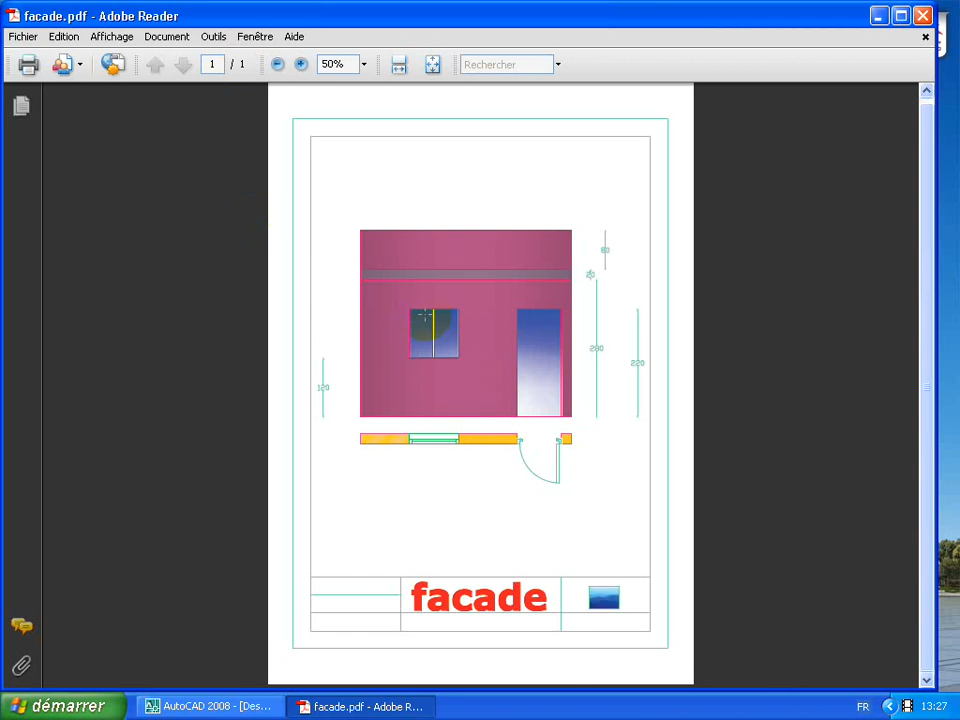 facade.pdf - Adobe Reader
Fichier Edition Affichage Document Outils Fenêtre Aide
1 / 1 50% Rechercher
80
20
280
220
120
facade
démarrer AutoCAD 2008 - [Des... facade.pdf - Adobe R... FR 13:27